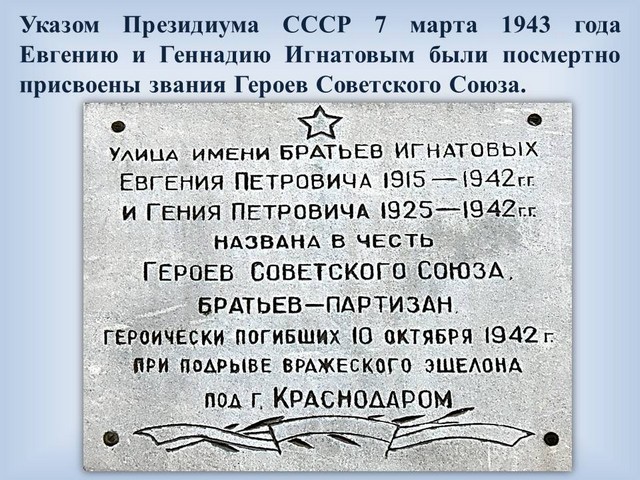 Указом Президиума СССР 7 марта 1943 года
Евгению и Геннадию Игнатовым были посмертно
присвоены звания Героев Советского Союза.
Улица имени братьев Игнатовых
Евгения Петровича 1915—1942г.г.
и Гения Петровича 1925—1942г.г.
названа в честь
Героев Советского Союза,
братьев—партизан,
героически погибших 10 октября 1942 г.
при подрыве вражеского эшелона
под г. Краснодаром